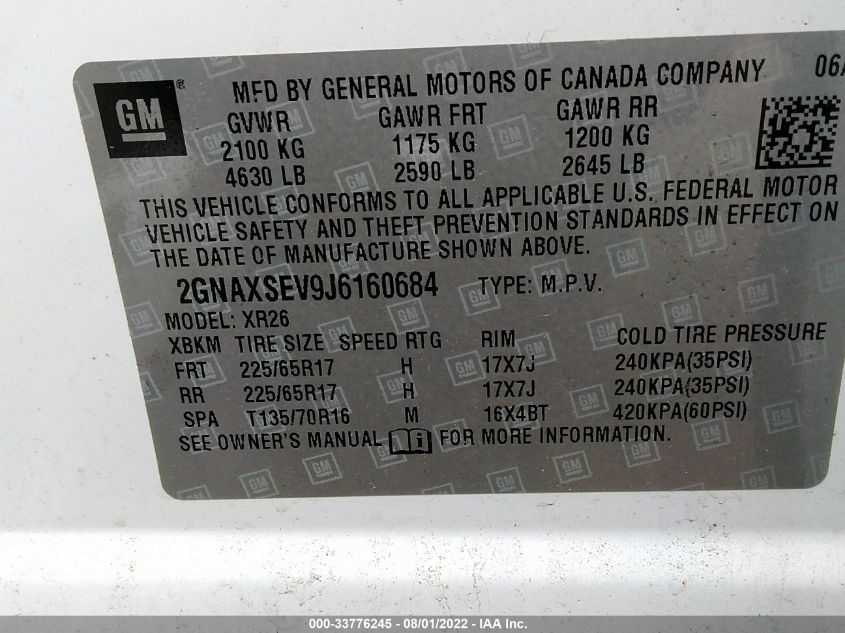 MFD BY GENERAL MOTORS OF CANADA COMPANY 06/
GM ®
GVWR GAWR FRT GAWR RR
2100 KG 1175 KG 1200 KG
4630 LB 2590 LB 2645 LB
THIS VEHICLE CONFORMS TO ALL APPLICABLE U.S. FEDERAL MOTOR
VEHICLE SAFETY AND THEFT PREVENTION STANDARDS IN EFFECT ON
THE DATE OF MANUFACTURE SHOWN ABOVE.
2GNAXSEV9J6160684 TYPE: M.P.V.
MODEL: XR26
XBKM TIRE SIZE SPEED RTG RIM COLD TIRE PRESSURE
FRT 225/65R17 H 17X7J 240KPA(35PSI)
RR 225/65R17 H 17X7J 240KPA(35PSI)
SPA T135/70R16 M 16X4BT 420KPA(60PSI)
SEE OWNER'S MANUAL FOR MORE INFORMATION.
000-33776245 - 08/01/2022 - IAA Inc.